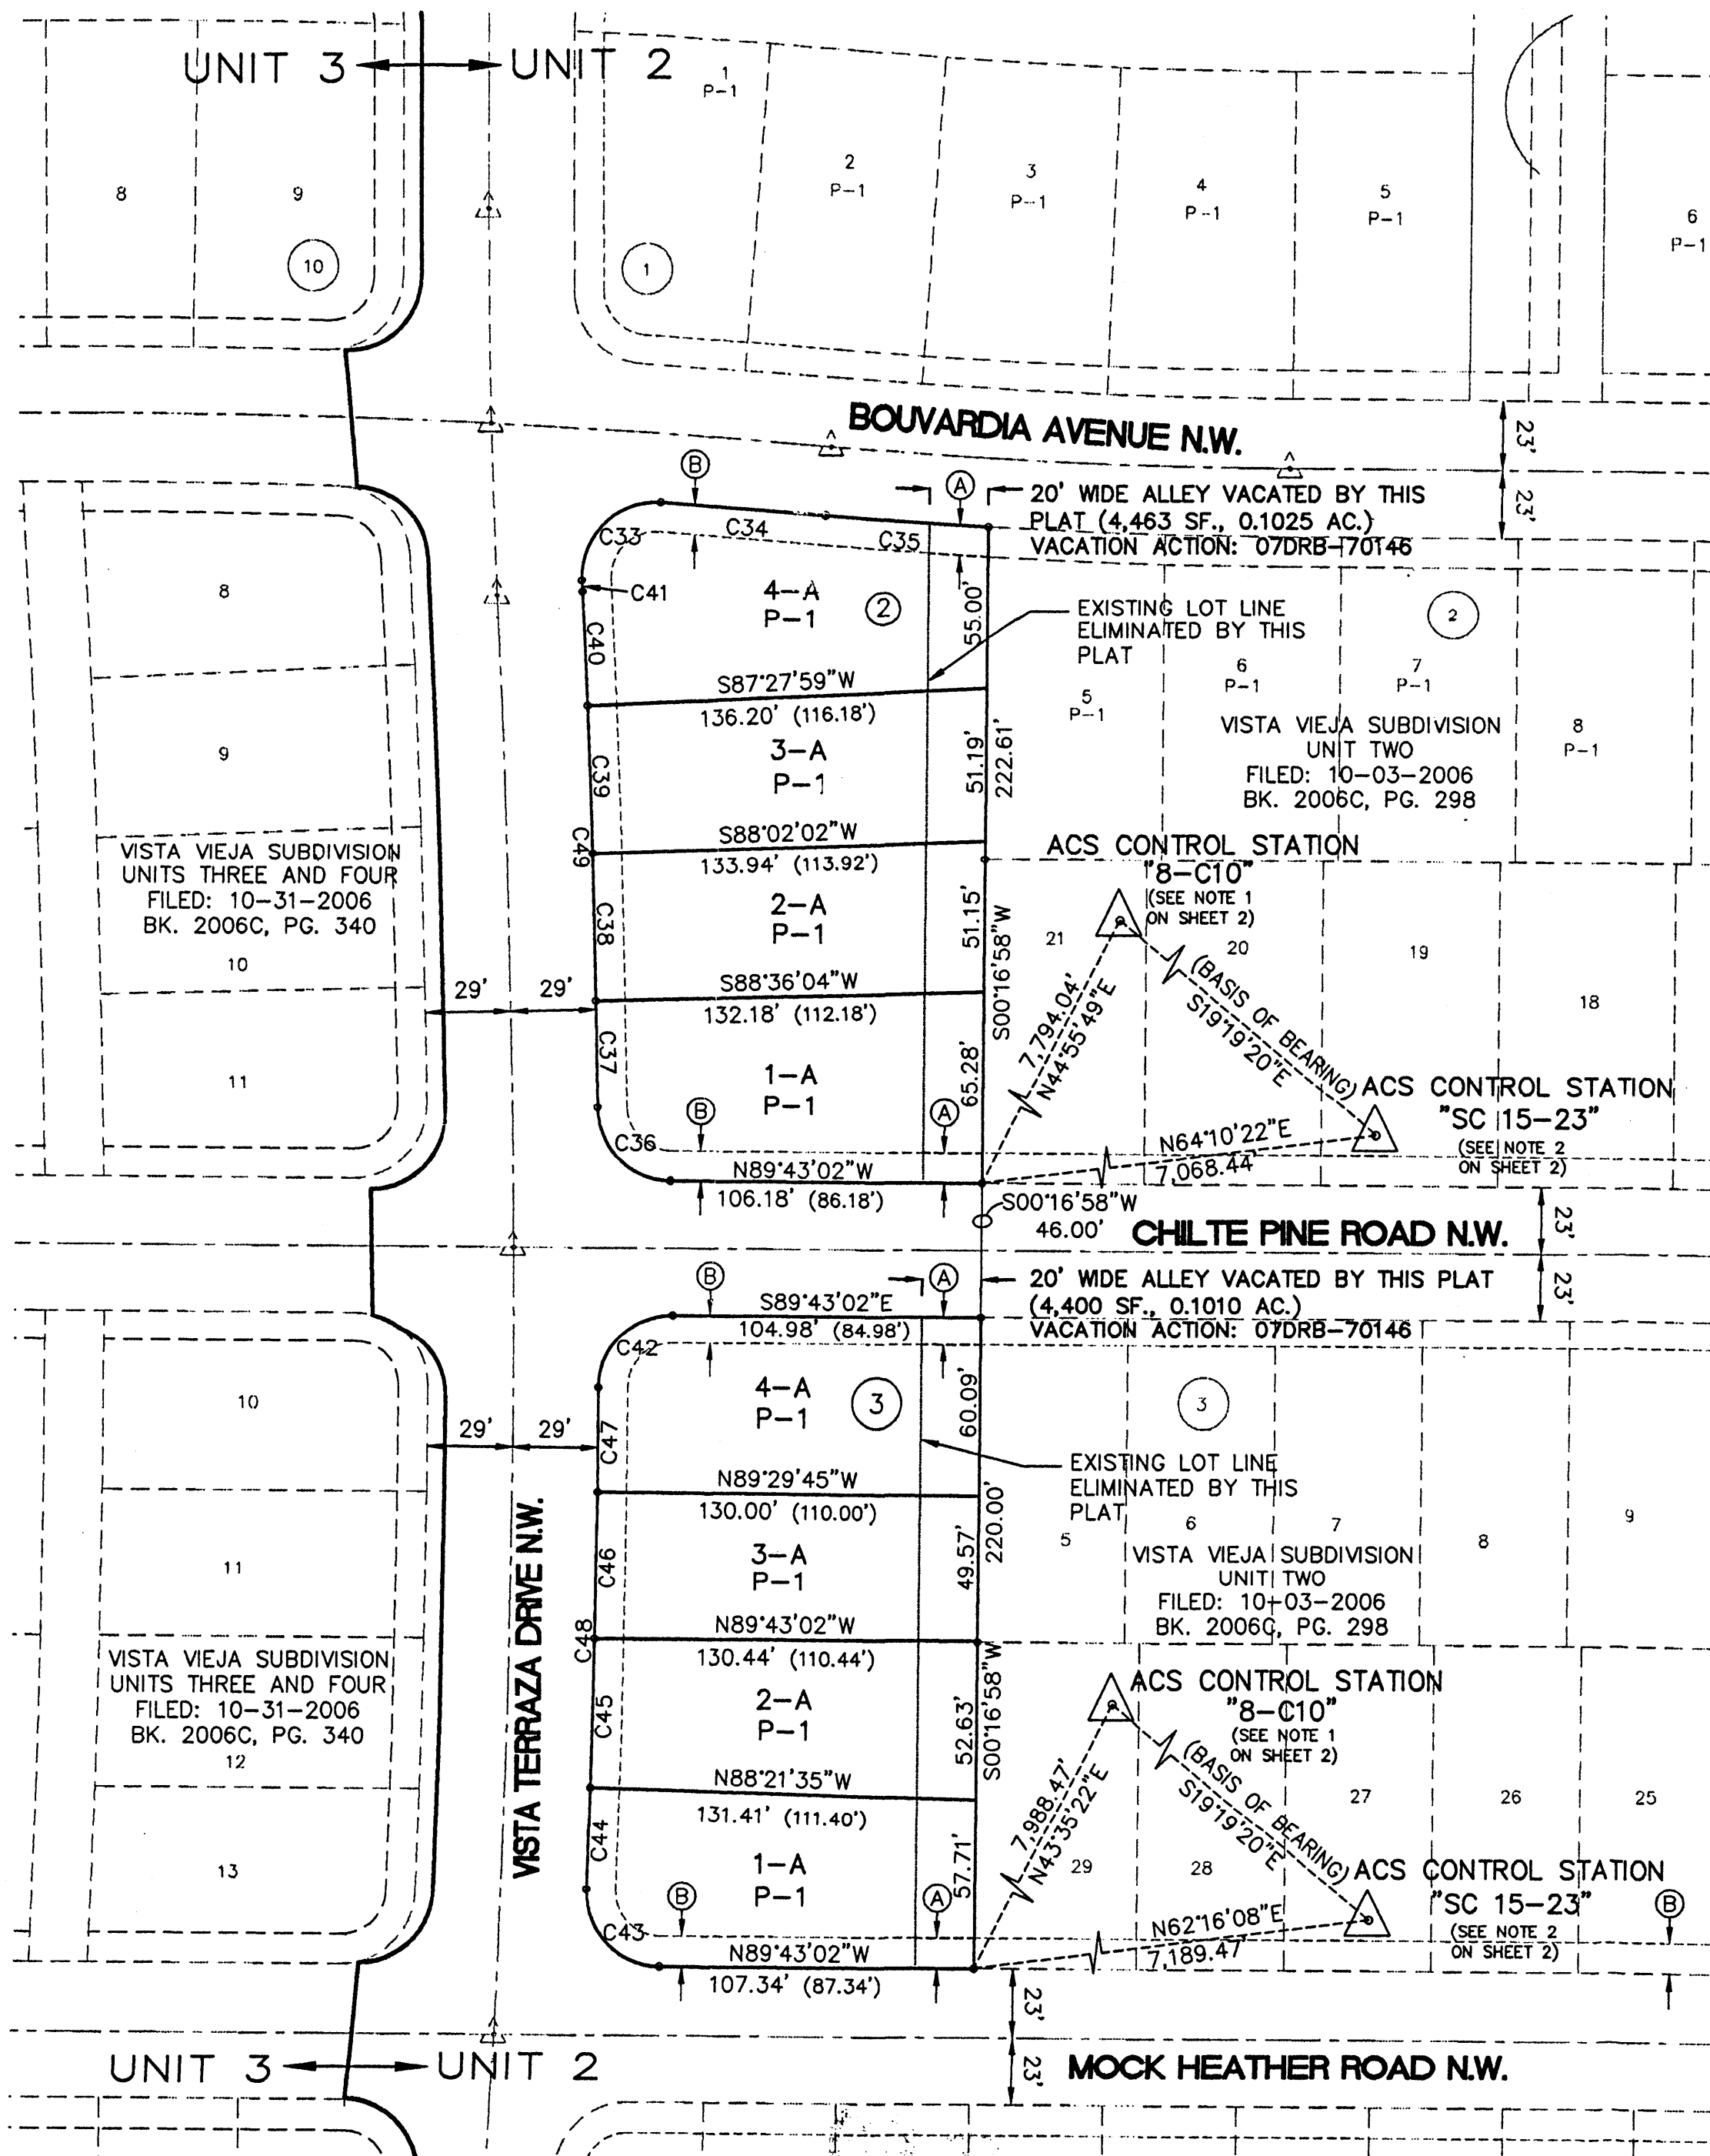 UNIT 3 UNIT 2
1
P-1
2
P-1
3
P-1
4
P-1
5
P-1
6
P-1
8
9
10
1
BOUVARDIA AVENUE N.W.
23'
23'
B
A
20' WIDE ALLEY VACATED BY THIS
PLAT (4,463 SF., 0.1025 AC.)
VACATION ACTION: 07DRB-70146
C33
C34
C35
C41
4-A
P-1
2
55.00'
EXISTING LOT LINE
ELIMINATED BY THIS
PLAT
2
8
C40
S87°27'59"W
136.20' (116.18')
5
P-1
6
P-1
7
P-1
8
P-1
VISTA VIEJA SUBDIVISION
UNIT TWO
FILED: 10-03-2006
BK. 2006C, PG. 298
9
C39
3-A
P-1
51.19'
222.61'
C49
S88°02'02"W
133.94' (113.92')
ACS CONTROL STATION
"8-C10"
(SEE NOTE 1
ON SHEET 2)
VISTA VIEJA SUBDIVISION
UNITS THREE AND FOUR
FILED: 10-31-2006
BK. 2006C, PG. 340
10
C38
2-A
P-1
51.15'
S00°16'58"W
21
20
19
18
29'
29'
S88°36'04"W
132.18' (112.18')
7,794.04'
N44°55'49"E
(BASIS OF BEARING)
S19°19'20"E
11
C37
1-A
P-1
65.28'
ACS CONTROL STATION
"SC 15-23"
(SEE NOTE 2
ON SHEET 2)
B
A
C36
N64°10'22"E
7,068.44'
N89°43'02"W
106.18' (86.18')
S00°16'58"W
46.00'
CHILTE PINE ROAD N.W.
23'
23'
B
A
20' WIDE ALLEY VACATED BY THIS PLAT
(4,400 SF., 0.1010 AC.)
VACATION ACTION: 07DRB-70146
S89°43'02"E
104.98' (84.98')
C42
10
4-A
P-1
3
60.09'
3
29'
29'
C47
EXISTING LOT LINE
ELIMINATED BY THIS
PLAT
N89°29'45"W
130.00' (110.00')
5
6
7
8
9
VISTA VIEJA SUBDIVISION
UNIT TWO
FILED: 10-03-2006
BK. 2006C, PG. 298
11
C46
3-A
P-1
49.57'
220.00'
C48
N89°43'02"W
130.44' (110.44')
VISTA TERRAZA DRIVE N.W.
VISTA VIEJA SUBDIVISION
UNITS THREE AND FOUR
FILED: 10-31-2006
BK. 2006C, PG. 340
12
C45
2-A
P-1
52.63'
S00°16'58"W
ACS CONTROL STATION
"8-C10"
(SEE NOTE 1
ON SHEET 2)
N88°21'35"W
131.41' (111.40')
7,988.47'
N43°35'22"E
(BASIS OF BEARING)
S19°19'20"E
27
26
25
13
C44
1-A
P-1
57.71'
29
28
ACS CONTROL STATION
"SC 15-23"
(SEE NOTE 2
ON SHEET 2)
B
B
A
C43
N62°16'08"E
7,189.47'
N89°43'02"W
107.34' (87.34')
23'
23'
UNIT 3 UNIT 2
MOCK HEATHER ROAD N.W.